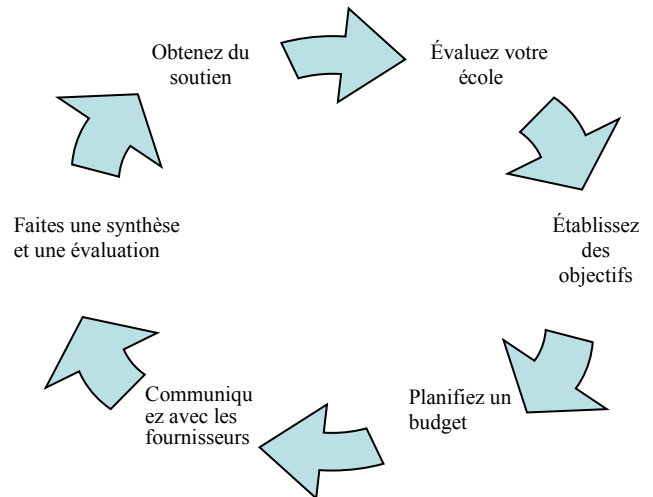 Obtenez du
soutien
Évaluez votre
école
Établissez
des
objectifs
Planifiez un
budget
Communiqu
ez avec les
fournisseurs
Faites une synthèse
et une évaluation